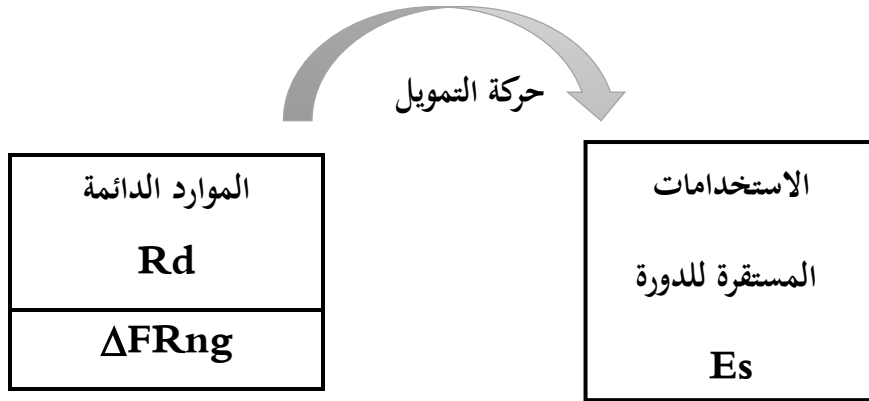 حركة التمويل
الموارد الدائمة
Rd
ΔFRng
الاستخدامات
المستقرة للدورة
Es